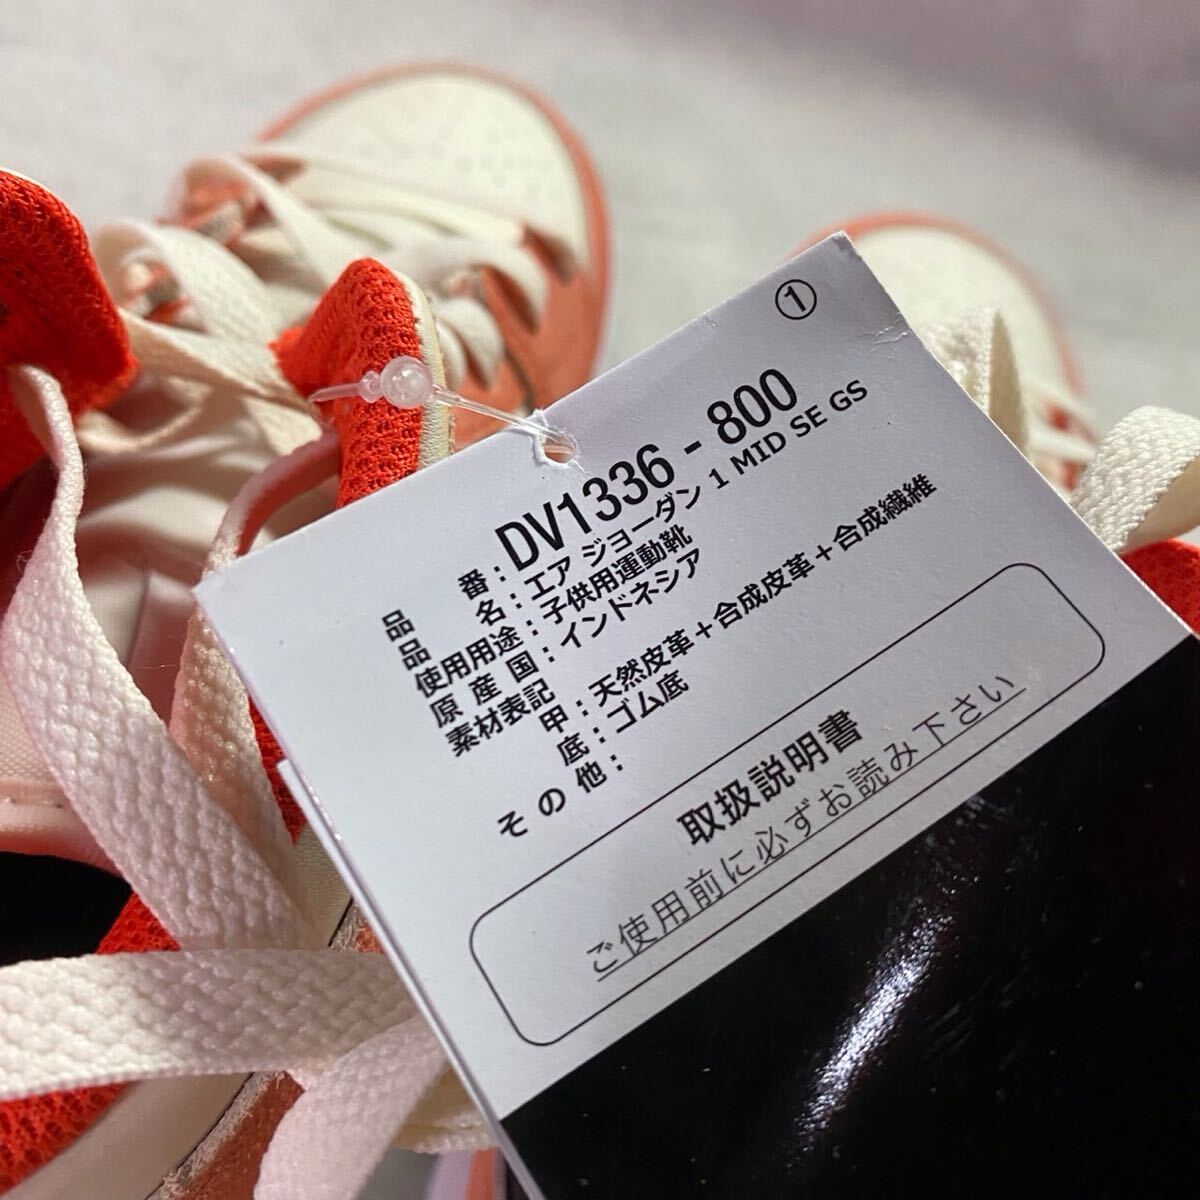 ①
品番:DV1336-800
品名:エア ジョーダン 1 MID SE GS
使用用途:子供用運動靴
原産国:インドネシア
素材表記
甲:天然皮革+合成皮革+合成繊維
底:ゴム底
その他:
取扱説明書
ご使用前に必ずお読み下さい